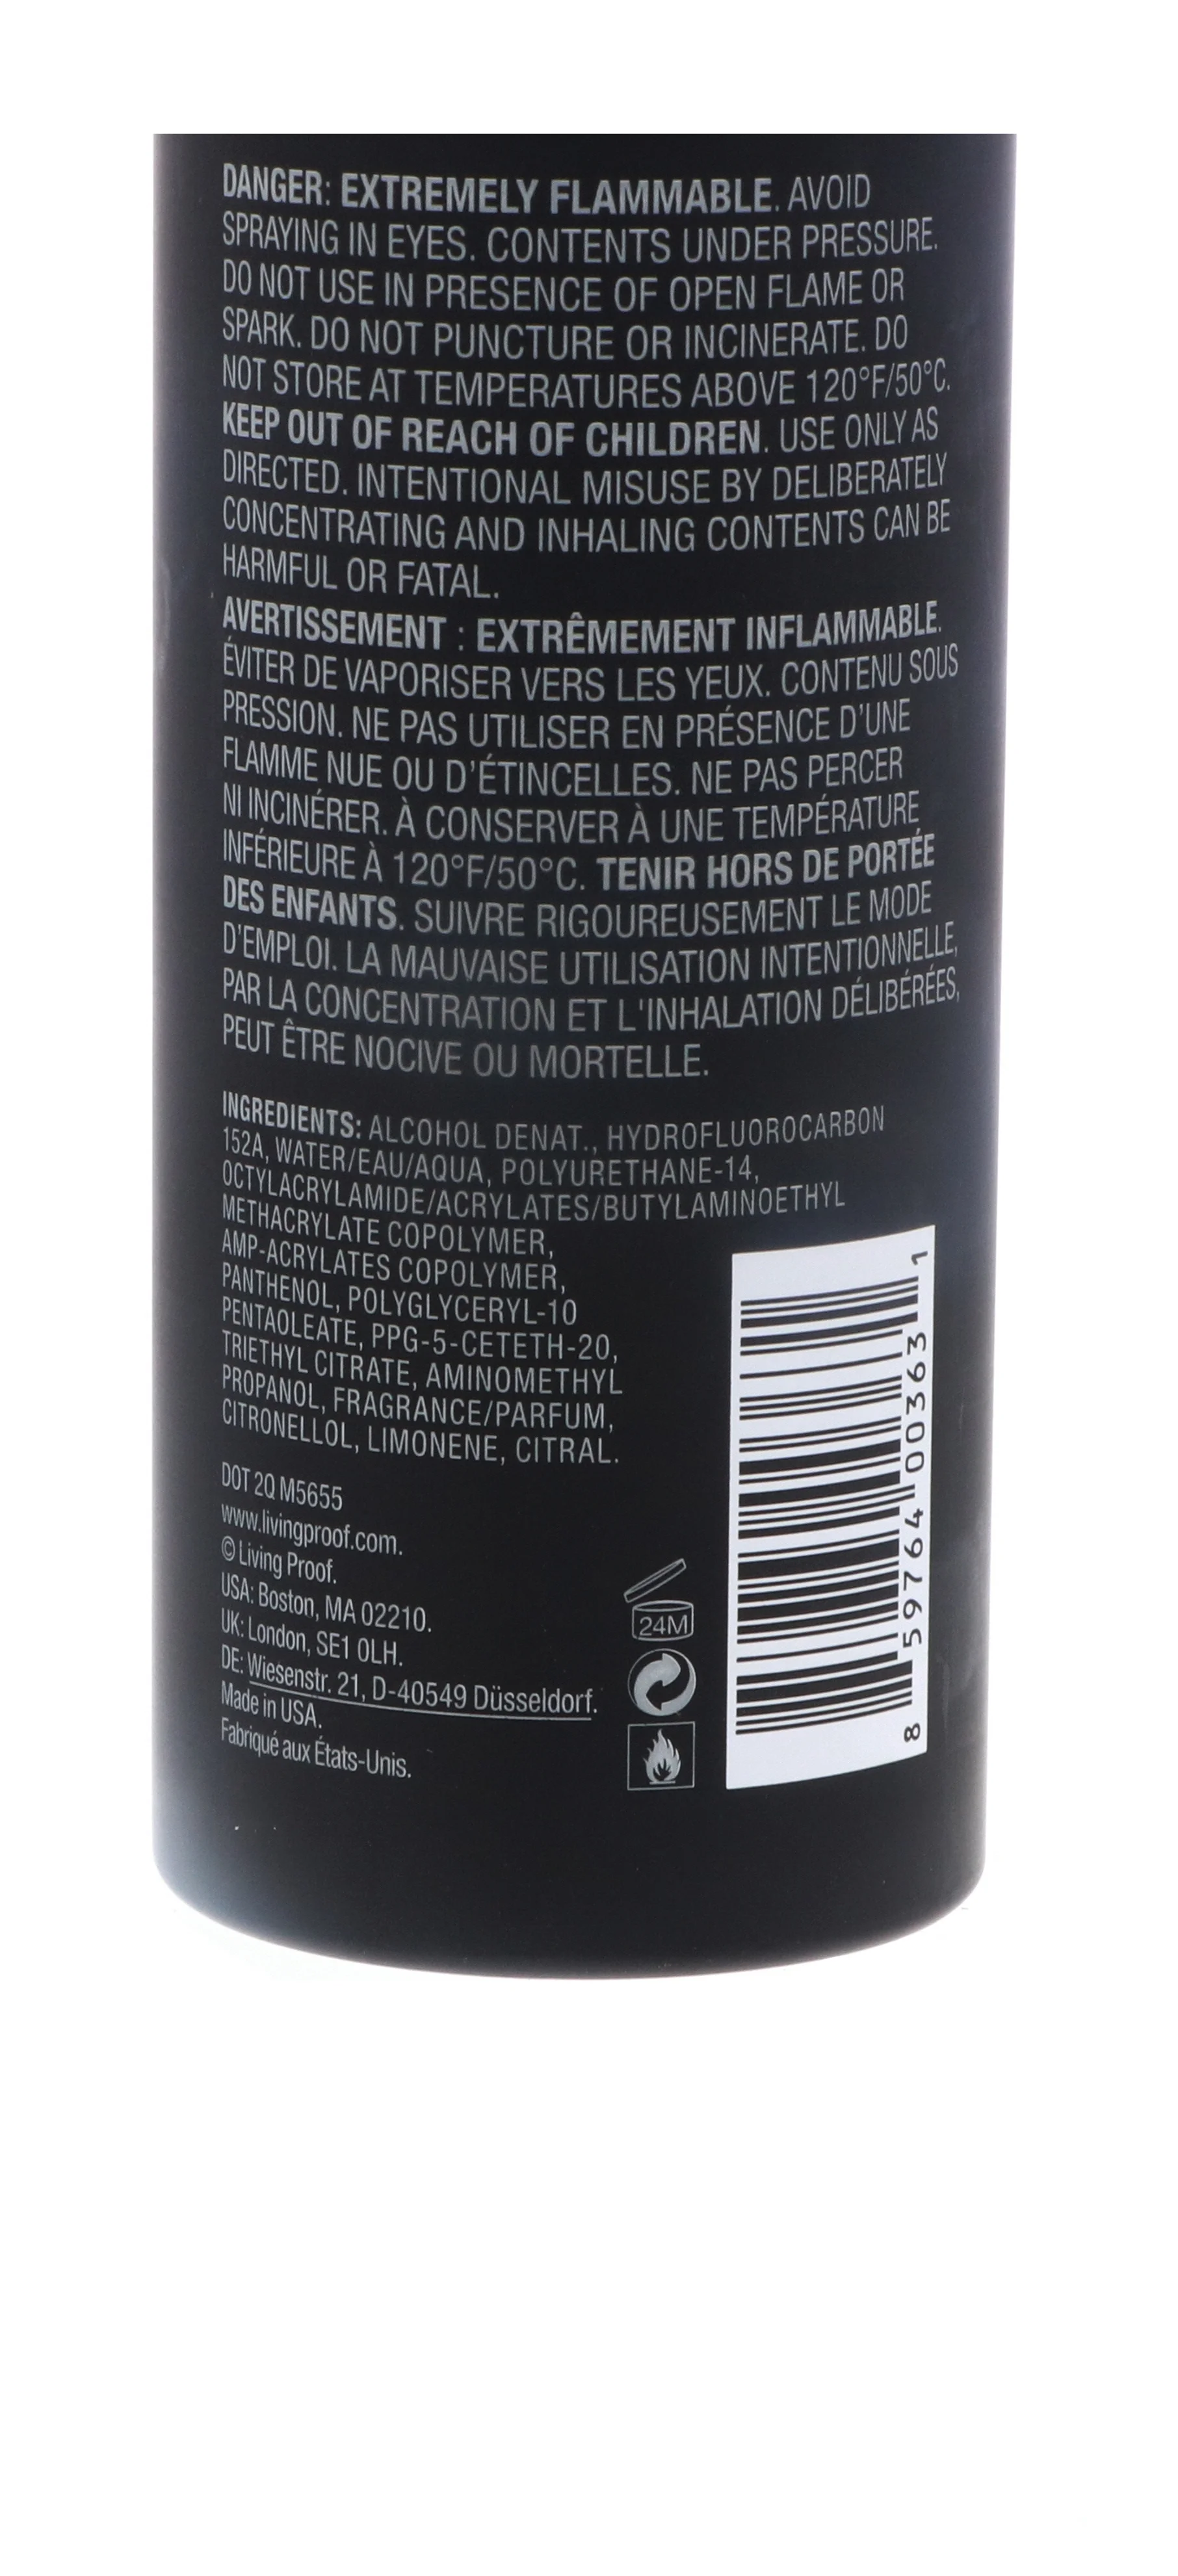 DANGER: EXTREMELY FLAMMABLE. AVOID
SPRAYING IN EYES. CONTENTS UNDER PRESSURE.
DO NOT USE IN PRESENCE OF OPEN FLAME OR
SPARK. DO NOT PUNCTURE OR INCINERATE. DO
NOT STORE AT TEMPERATURES ABOVE 120°F/50°C.
KEEP OUT OF REACH OF CHILDREN. USE ONLY AS
DIRECTED. INTENTIONAL MISUSE BY DELIBERATELY
CONCENTRATING AND INHALING CONTENTS CAN BE
HARMFUL OR FATAL.
AVERTISSEMENT : EXTRÊMEMENT INFLAMMABLE.
ÉVITER DE VAPORISER VERS LES YEUX. CONTENU SOUS
PRESSION. NE PAS UTILISER EN PRÉSENCE D'UNE
FLAMME NUE OU D'ÉTINCELLES. NE PAS PERCER
NI INCINÉRER. À CONSERVER À UNE TEMPÉRATURE
INFÉRIEURE À 120°F/50°C. TENIR HORS DE PORTÉE
DES ENFANTS. SUIVRE RIGOUREUSEMENT LE MODE
D'EMPLOI. LA MAUVAISE UTILISATION INTENTIONNELLE,
PAR LA CONCENTRATION ET L'INHALATION DÉLIBÉRÉES,
PEUT ÊTRE NOCIVE OU MORTELLE.
INGREDIENTS: ALCOHOL DENAT., HYDROFLUOROCARBON
152A, WATER/EAU/AQUA, POLYURETHANE-14,
OCTYLACRYLAMIDE/ACRYLATES/BUTYLAMINOETHYL
METHACRYLATE COPOLYMER,
AMP-ACRYLATES COPOLYMER,
PANTHENOL, POLYGLYCERYL-10
PENTAOLEATE, PPG-5-CETETH-20,
TRIETHYL CITRATE, AMINOMETHYL
PROPANOL, FRAGRANCE/PARFUM,
CITRONELLOL, LIMONENE, CITRAL.
DOT 2Q M5655
www.livingproof.com.
© Living Proof.
USA: Boston, MA 02210.
UK: London, SE1 0LH.
DE: Wiesenstr. 21, D-40549 Düsseldorf.
Made in USA.
Fabriqué aux États-Unis.
24M
8 59764 00363 1